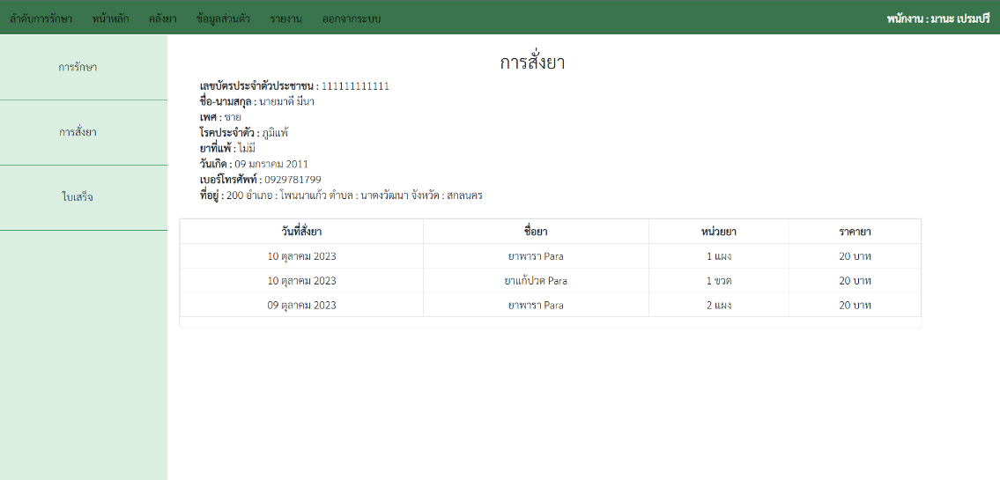 ลำดับการรักษา หน้าหลัก คลังยา ข้อมูลส่วนตัว รายงาน ออกจากระบบ พนักงาน : มานะ เปรมปรี
การรักษา
การสั่งยา
ใบเสร็จ
การสั่งยา
เลขบัตรประจำตัวประชาชน : 111111111111
ชื่อ-นามสกุล : นายมาดี มีนา
เพศ : ชาย
โรคประจำตัว : ภูมิแพ้
ยาที่แพ้ : ไม่มี
วันเกิด : 09 มกราคม 2011
เบอร์โทรศัพท์ : 0929781799
ที่อยู่ : 200 อำเภอ : โพนนาแก้ว ตำบล : นาตงวัฒนา จังหวัด : สกลนคร
วันที่สั่งยา ชื่อยา หน่วยยา ราคายา
10 ตุลาคม 2023 ยาพารา Para 1 แผง 20 บาท
10 ตุลาคม 2023 ยาแก้ปวด Para 1 ขวด 20 บาท
09 ตุลาคม 2023 ยาพารา Para 2 แผง 20 บาท